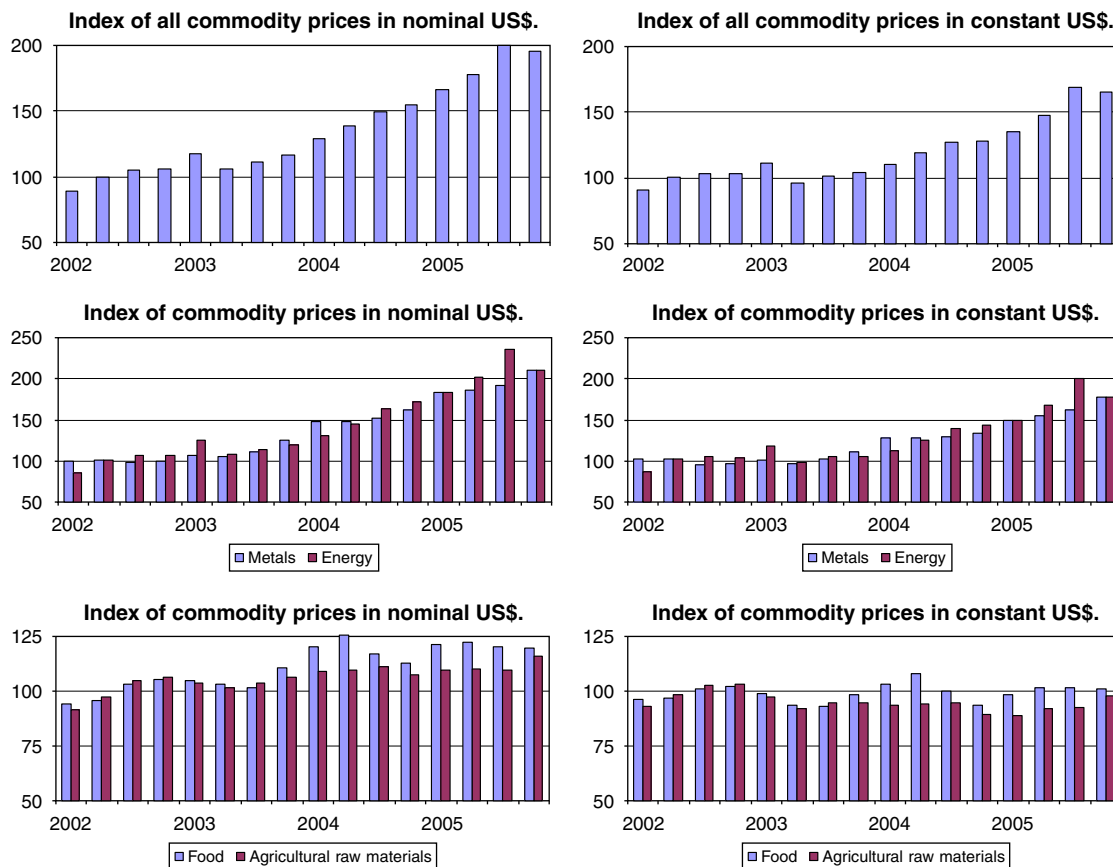 Index of all commodity prices in nominal US$.
200
150
100
50
2002 2003 2004 2005
Index of all commodity prices in constant US$.
200
150
100
50
2002 2003 2004 2005
Index of commodity prices in nominal US$.
250
200
150
100
50
2002 2003 2004 2005
Metals Energy
Index of commodity prices in constant US$.
250
200
150
100
50
2002 2003 2004 2005
Metals Energy
Index of commodity prices in nominal US$.
125
100
75
50
2002 2003 2004 2005
Food Agricultural raw materials
Index of commodity prices in constant US$.
125
100
75
50
2002 2003 2004 2005
Food Agricultural raw materials